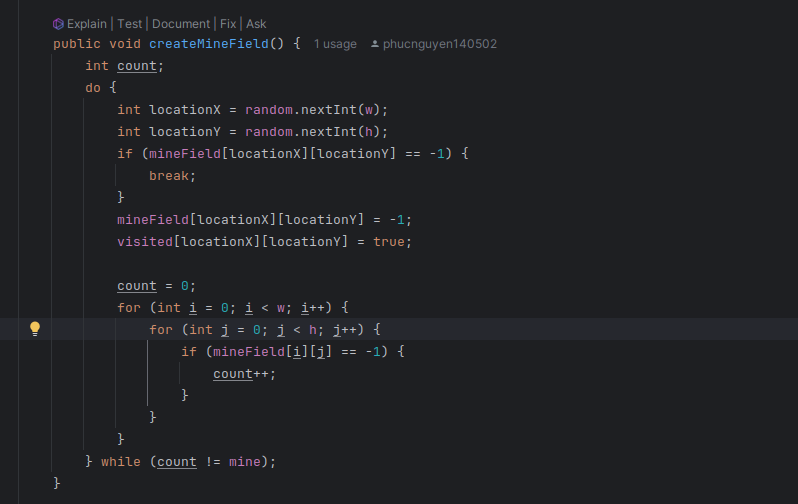 Explain | Test | Document | Fix | Ask
public void createMineField() { 1 usage phucnguyen140502
int count;
do {
int locationX = random.nextInt(w);
int locationY = random.nextInt(h);
if (mineField[locationX][locationY] == -1) {
break;
}
mineField[locationX][locationY] = -1;
visited[locationX][locationY] = true;
count = 0;
for (int i = 0; i < w; i++) {
for (int j = 0; j < h; j++) {
if (mineField[i][j] == -1) {
count++;
}
}
}
} while (count != mine);
}